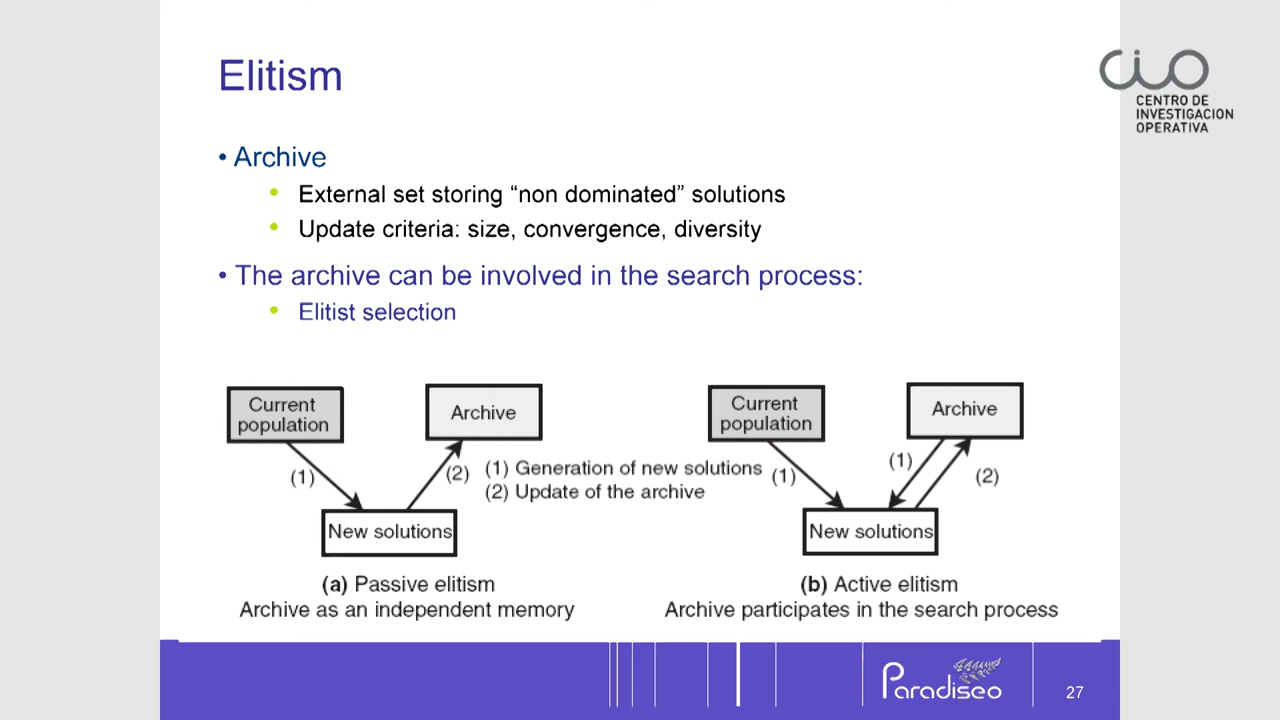 Elitism
CIO
CENTRO DE
INVESTIGACION
OPERATIVA
• Archive
• External set storing “non dominated” solutions
• Update criteria: size, convergence, diversity
• The archive can be involved in the search process:
• Elitist selection
Current
population
Archive
(1)
(2)
(1) Generation of new solutions
(2) Update of the archive
New solutions
(a) Passive elitism
Archive as an independent memory
Current
population
Archive
(1)
(1)
(2)
New solutions
(b) Active elitism
Archive participates in the search process
Paradiseo
27